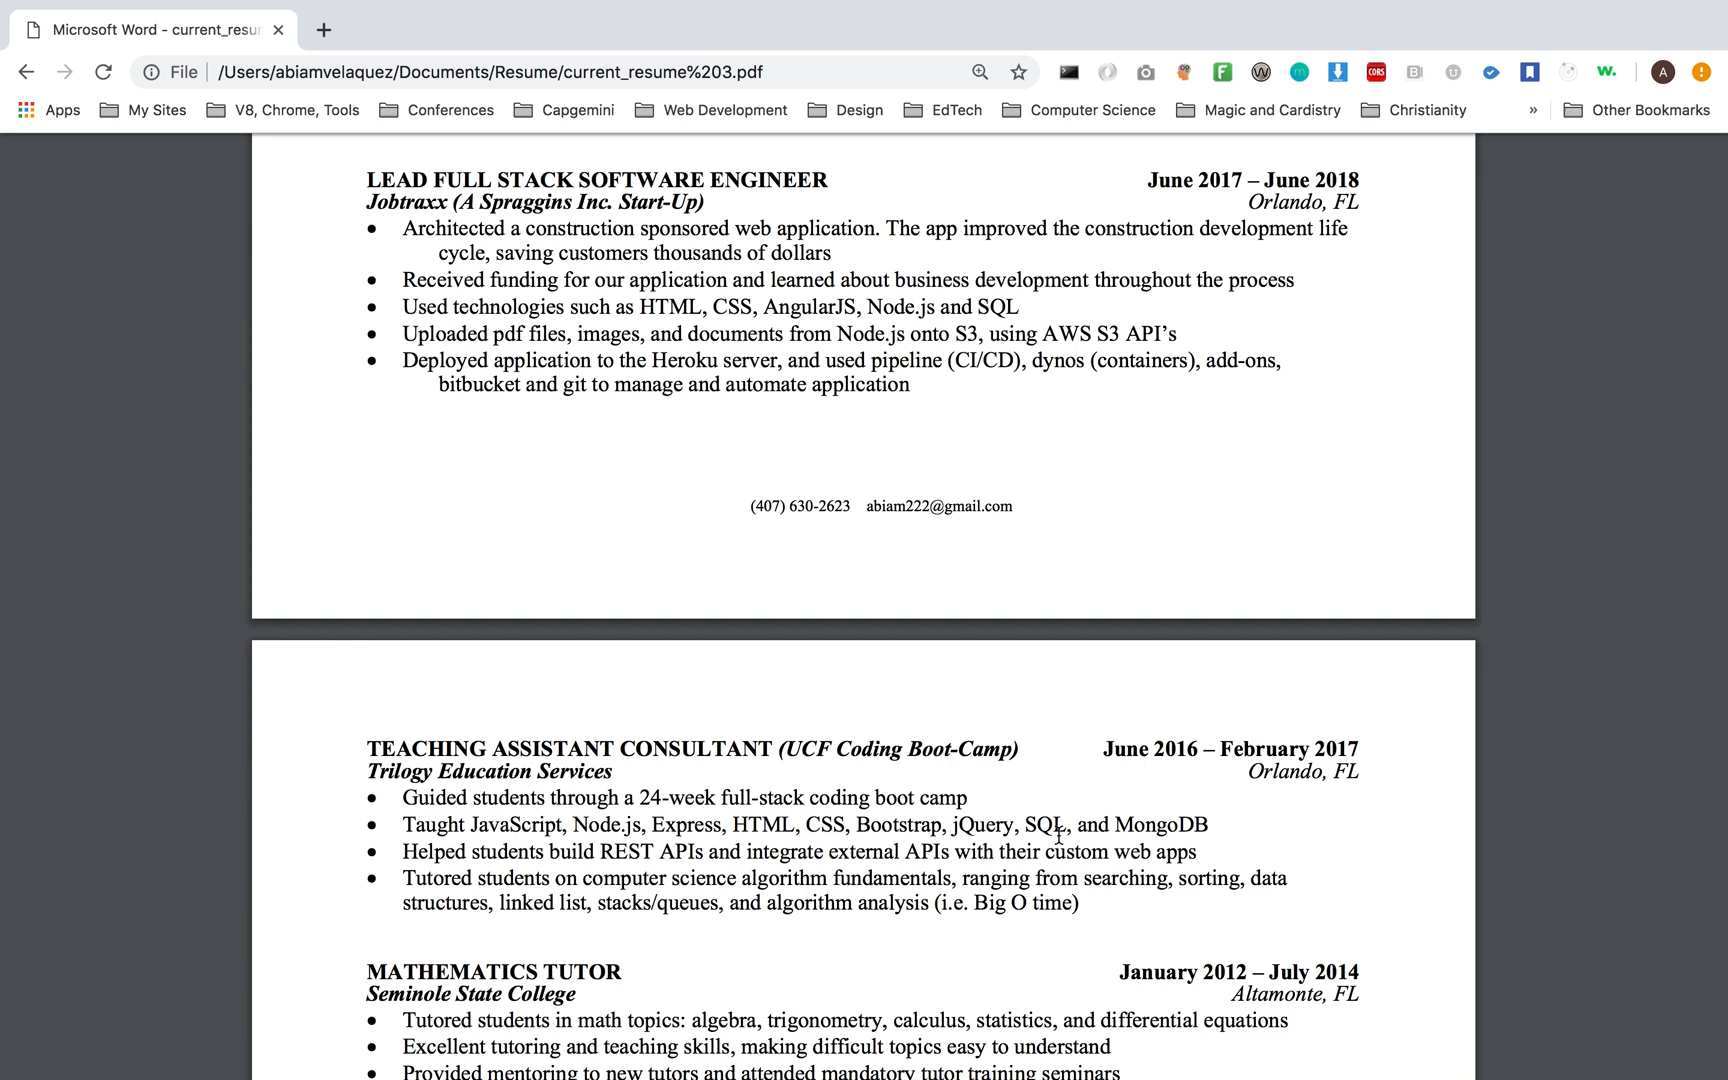 Microsoft Word - current_resur
File /Users/abiamvelaquez/Documents/Resume/current_resume%203.pdf
CORS
A
Apps My Sites V8, Chrome, Tools Conferences Capgemini Web Development Design EdTech Computer Science Magic and Cardistry Christianity » Other Bookmarks
LEAD FULL STACK SOFTWARE ENGINEER June 2017 – June 2018
Jobtraxx (A Spraggins Inc. Start-Up) Orlando, FL
• Architected a construction sponsored web application. The app improved the construction development life
cycle, saving customers thousands of dollars
• Received funding for our application and learned about business development throughout the process
• Used technologies such as HTML, CSS, AngularJS, Node.js and SQL
• Uploaded pdf files, images, and documents from Node.js onto S3, using AWS S3 API’s
• Deployed application to the Heroku server, and used pipeline (CI/CD), dynos (containers), add-ons,
bitbucket and git to manage and automate application
(407) 630-2623 abiam222@gmail.com
TEACHING ASSISTANT CONSULTANT (UCF Coding Boot-Camp) June 2016 – February 2017
Trilogy Education Services Orlando, FL
• Guided students through a 24-week full-stack coding boot camp
• Taught JavaScript, Node.js, Express, HTML, CSS, Bootstrap, jQuery, SQL, and MongoDB
• Helped students build REST APIs and integrate external APIs with their custom web apps
• Tutored students on computer science algorithm fundamentals, ranging from searching, sorting, data
structures, linked list, stacks/queues, and algorithm analysis (i.e. Big O time)
MATHEMATICS TUTOR January 2012 – July 2014
Seminole State College Altamonte, FL
• Tutored students in math topics: algebra, trigonometry, calculus, statistics, and differential equations
• Excellent tutoring and teaching skills, making difficult topics easy to understand
• Provided mentoring to new tutors and attended mandatory tutor training seminars